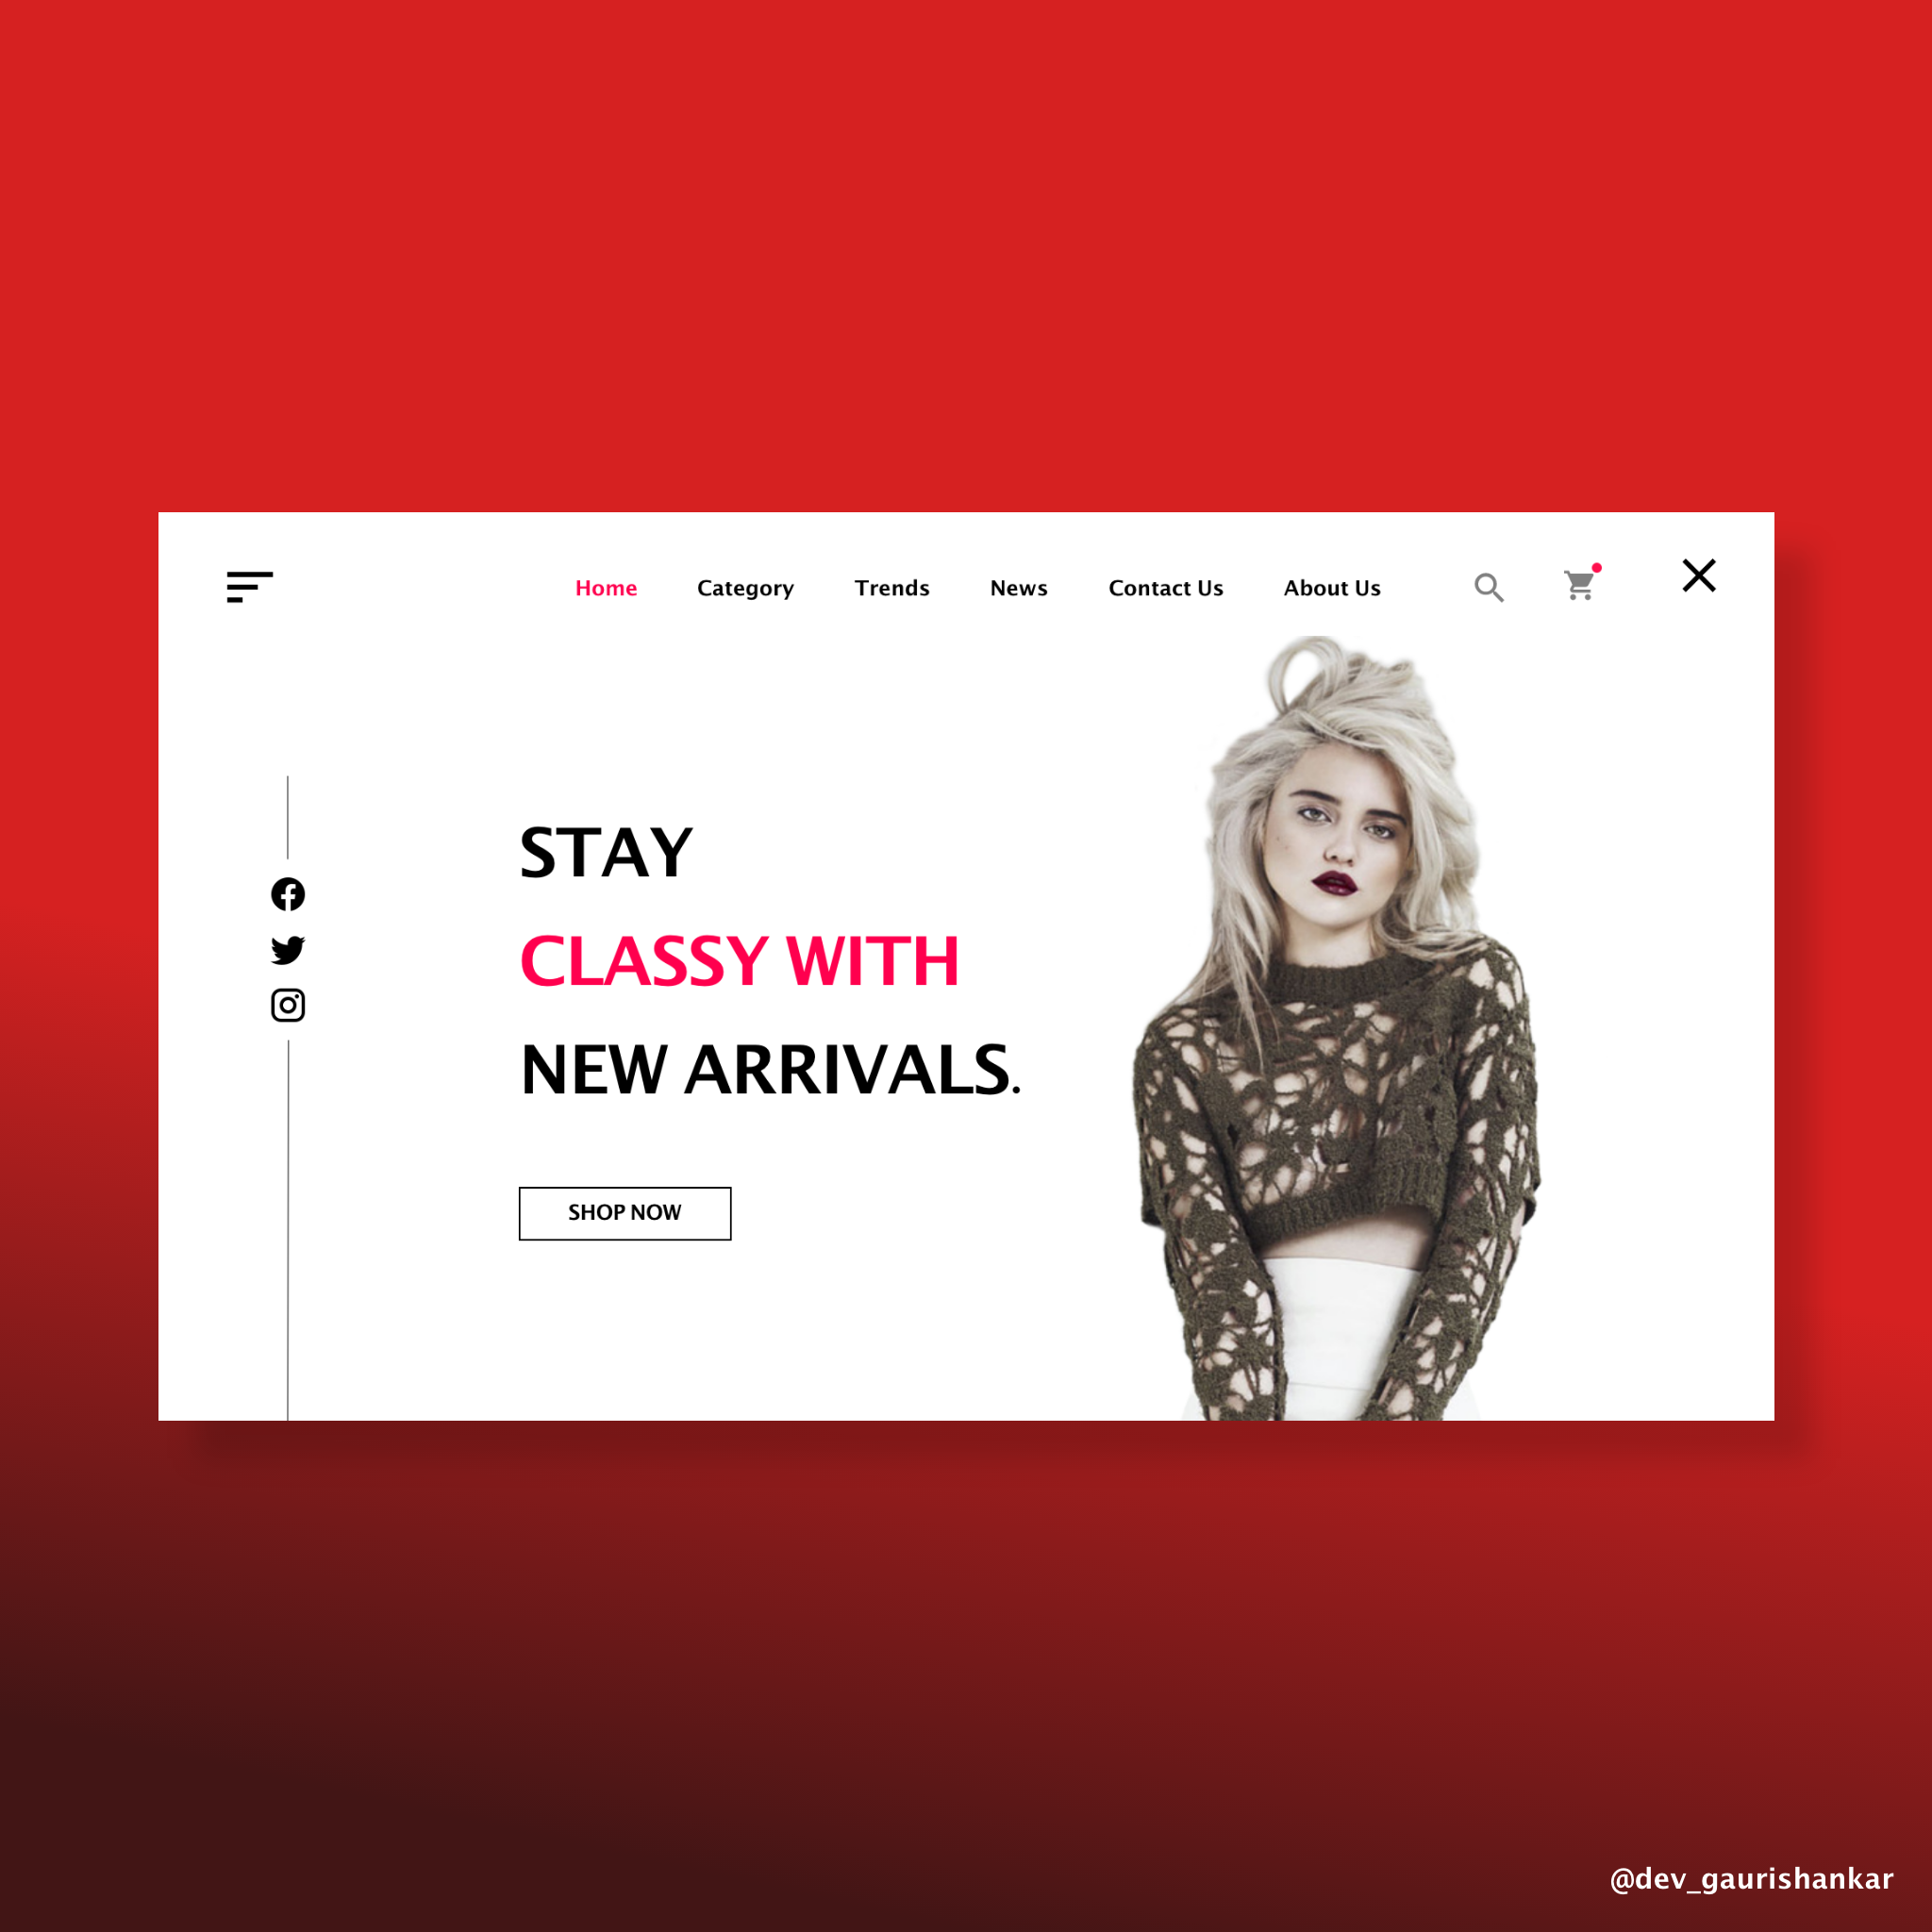 Home Category Trends News Contact Us About Us
STAY
CLASSY WITH
NEW ARRIVALS.
SHOP NOW
@dev_gaurishankar